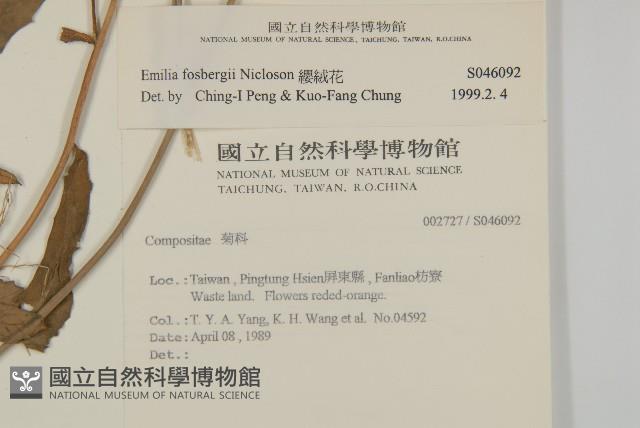 國立自然科學博物館
NATIONAL MUSEUM OF NATURAL SCIENCE, TAICHUNG, TAIWAN, R.O.CHINA
Emilia fosbergii Nicloson 纓絨花 S046092
Det. by Ching-I Peng & Kuo-Fang Chung 1999.2. 4
國立自然科學博物館
NATIONAL MUSEUM OF NATURAL SCIENCE
TAICHUNG, TAIWAN, R.O.CHINA
002727 / S046092
Compositae 菊科
Loc.: Taiwan , Pingtung Hsien屏東縣 , Fanliao枋寮
Waste land. Flowers reded-orange.
Col.: T. Y. A. Yang, K. H. Wang et al. No.04592
Date: April 08 , 1989
Det.:
國立自然科學博物館
NATIONAL MUSEUM OF NATURAL SCIENCE